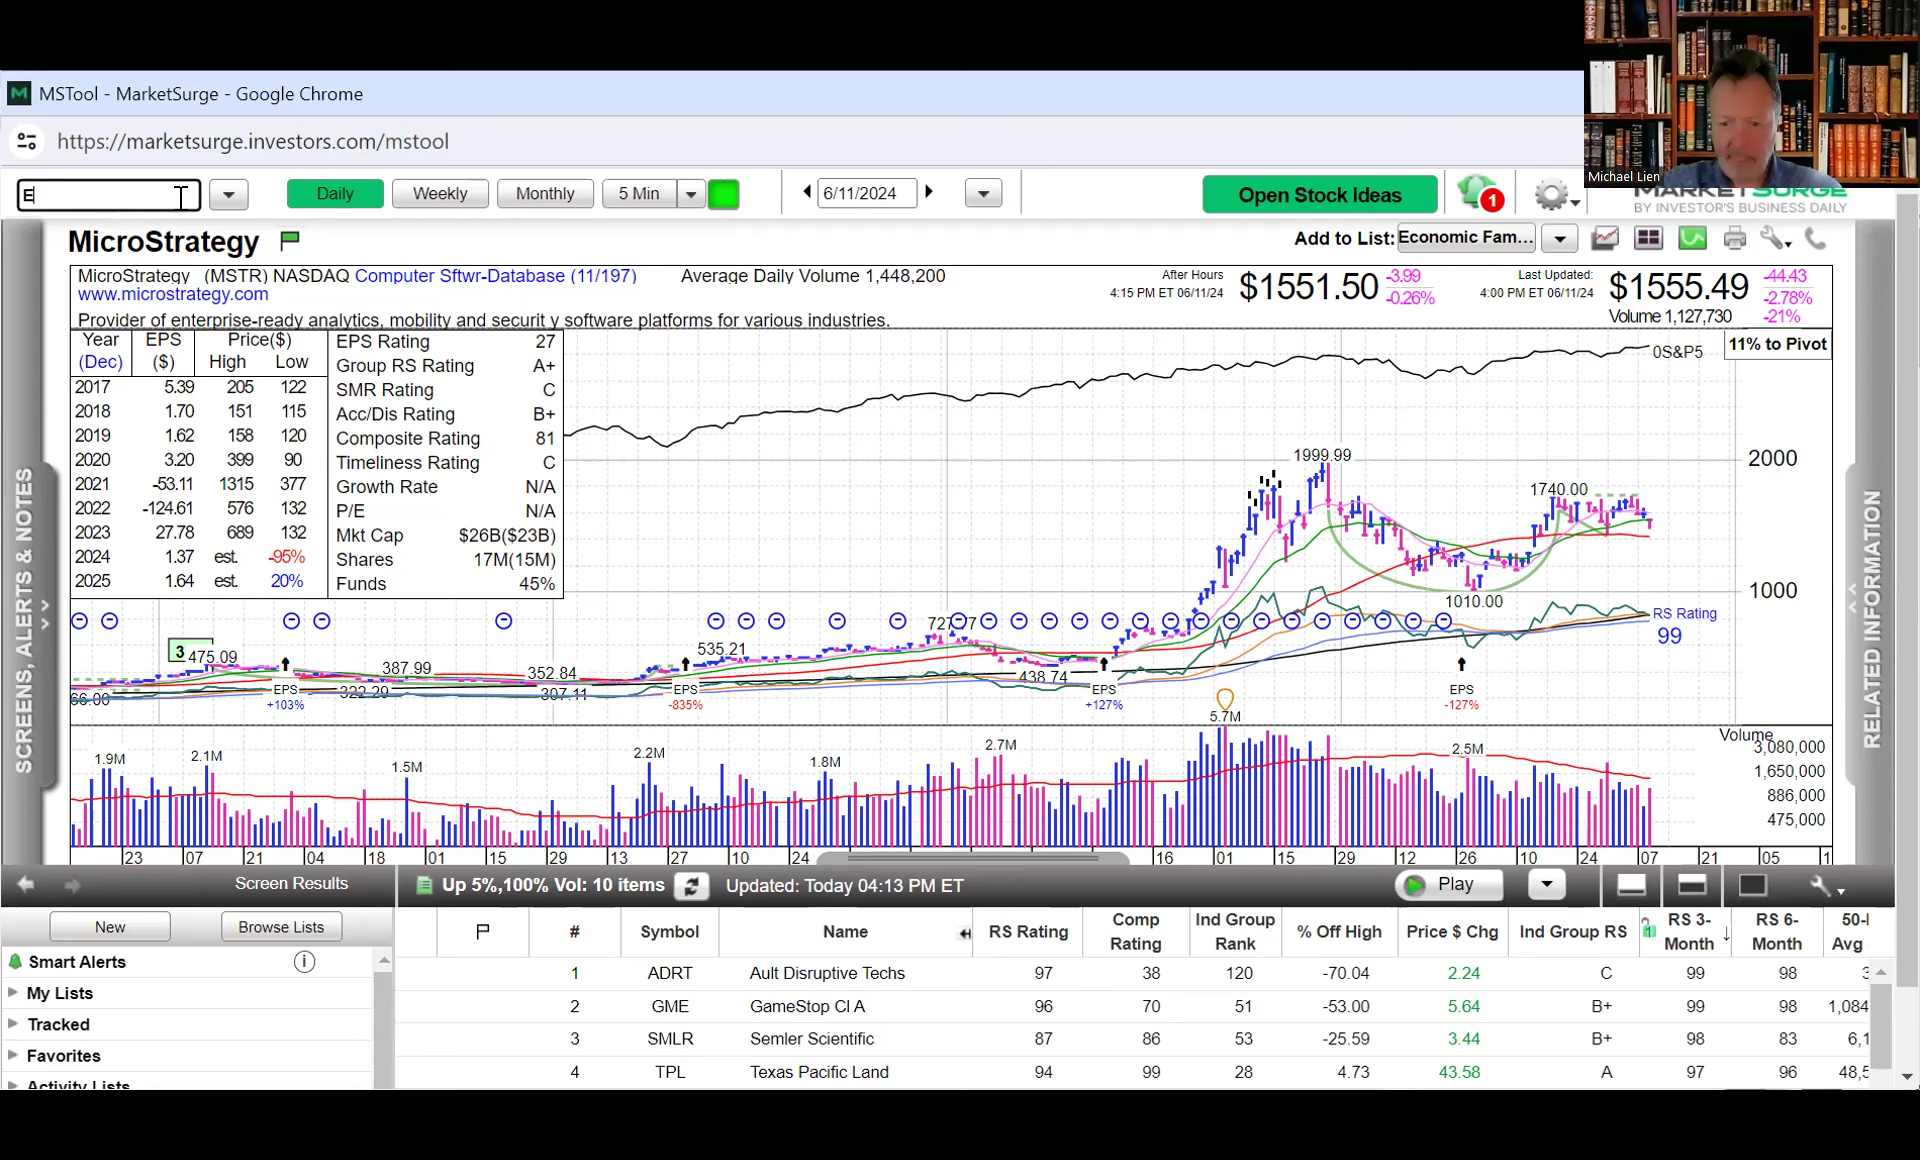 MSTool - MarketSurge - Google Chrome
https://marketsurge.investors.com/mstool
Michael Lien
E
Daily
Weekly
Monthly
5 Min
6/11/2024
Open Stock Ideas
1
MARKETSURGE
BY INVESTOR'S BUSINESS DAILY
MicroStrategy
Add to List:
Economic Fam...
MicroStrategy (MSTR) NASDAQ Computer Sftwr-Database (11/197) Average Daily Volume 1,448,200
www.microstrategy.com
Provider of enterprise-ready analytics, mobility and securit y software platforms for various industries.
After Hours
4:15 PM ET 06/11/24
$1551.50
-3.99
-0.26%
Last Updated:
4:00 PM ET 06/11/24
$1555.49
-44.43
-2.78%
Volume 1,127,730
-21%
Year EPS Price($)
(Dec) ($) High Low
2017 5.39 205 122
2018 1.70 151 115
2019 1.62 158 120
2020 3.20 399 90
2021 -53.11 1315 377
2022 -124.61 576 132
2023 27.78 689 132
2024 1.37 est. -95%
2025 1.64 est. 20%
EPS Rating 27
Group RS Rating A+
SMR Rating C
Acc/Dis Rating B+
Composite Rating 81
Timeliness Rating C
Growth Rate N/A
P/E N/A
Mkt Cap $26B($23B)
Shares 17M(15M)
Funds 45%
0S&P5
11% to Pivot
1999.99
2000
1740.00
1010.00
1000
RS Rating
99
3
475.09
387.99
352.84
535.21
438.74
66.00
322.29
307.11
EPS
+103%
EPS
-835%
EPS
+127%
EPS
-127%
5.7M
Volume
1.9M
2.1M
1.5M
2.2M
1.8M
2.7M
2.5M
3,080,000
1,650,000
886,000
475,000
23 07 21 04 18 01 15 29 13 27 10 24 16 01 15 29 12 26 10 24 07 21 05 1
SCREENS, ALERTS & NOTES
RELATED INFORMATION
Screen Results
Up 5%,100% Vol: 10 items
Updated: Today 04:13 PM ET
Play
New
Browse Lists
Smart Alerts
i
My Lists
Tracked
Favorites
Activity Lists
# Symbol Name RS Rating Comp Rating Ind Group Rank % Off High Price $ Chg Ind Group RS RS 3-Month RS 6-Month 50-I Avg
1 ADRT Ault Disruptive Techs 97 38 120 -70.04 2.24 C 99 98 3
2 GME GameStop Cl A 96 70 51 -53.00 5.64 B+ 99 98 1,084
3 SMLR Semler Scientific 87 86 53 -25.59 3.44 B+ 98 83 6,1
4 TPL Texas Pacific Land 94 99 28 4.73 43.58 A 97 96 48,5